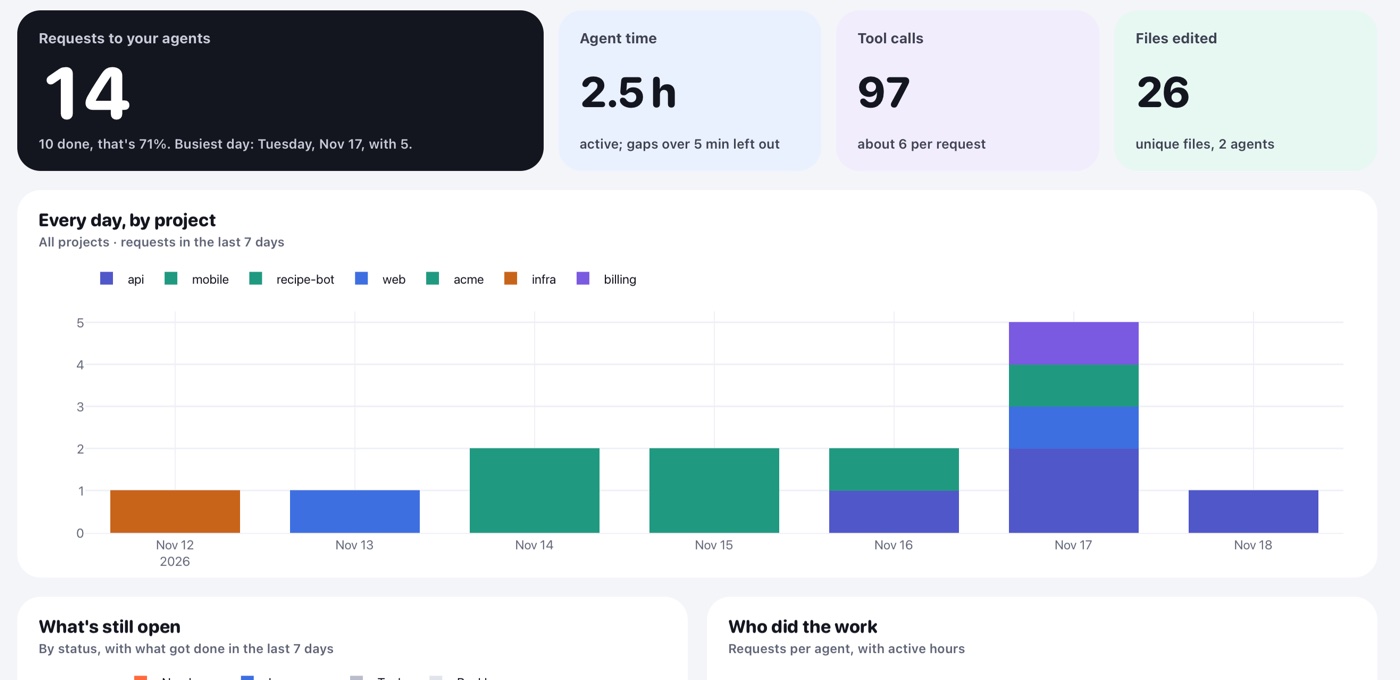 Requests to your agents
14
10 done, that's 71%. Busiest day: Tuesday, Nov 17, with 5.
Agent time
2.5 h
active; gaps over 5 min left out
Tool calls
97
about 6 per request
Files edited
26
unique files, 2 agents
Every day, by project
All projects · requests in the last 7 days
api mobile recipe-bot web acme infra billing
5
4
3
2
1
0
Nov 12 Nov 13 Nov 14 Nov 15 Nov 16 Nov 17 Nov 18
2026
What's still open
By status, with what got done in the last 7 days
Who did the work
Requests per agent, with active hours